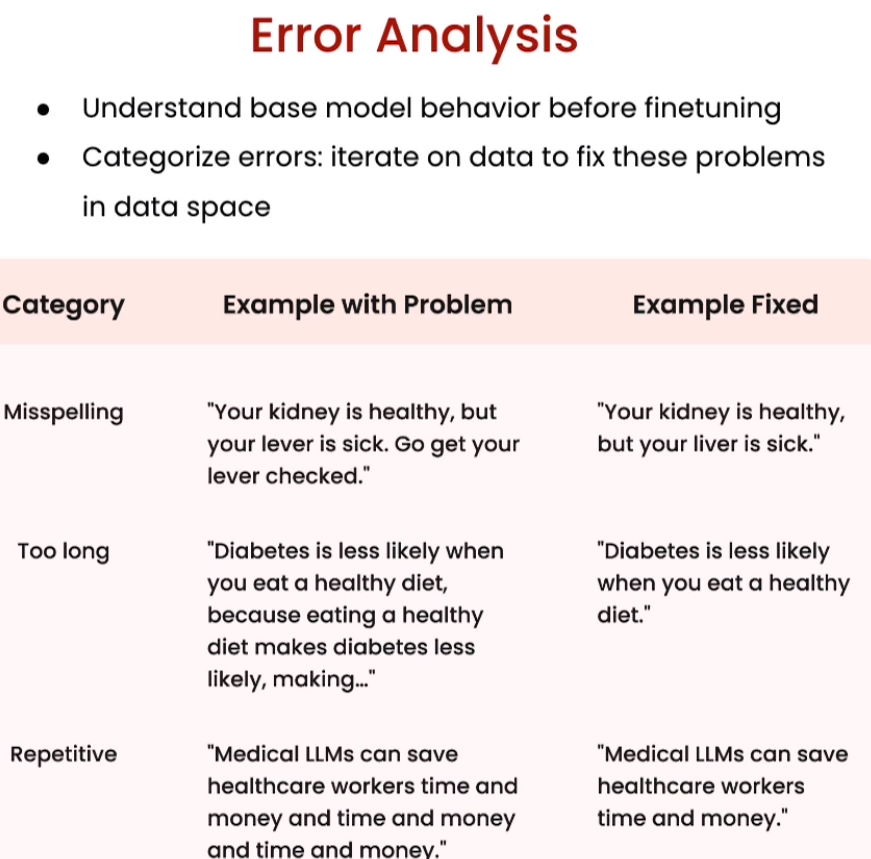 Error Analysis
● Understand base model behavior before finetuning
● Categorize errors: iterate on data to fix these problems
in data space
Category Example with Problem Example Fixed
Misspelling
"Your kidney is healthy, but
your lever is sick. Go get your
lever checked."
"Your kidney is healthy,
but your liver is sick."
Too long
"Diabetes is less likely when
you eat a healthy diet,
because eating a healthy
diet makes diabetes less
likely, making..."
"Diabetes is less likely
when you eat a healthy
diet."
Repetitive
"Medical LLMs can save
healthcare workers time and
money and time and money
and time and money."
"Medical LLMs can save
healthcare workers
time and money."